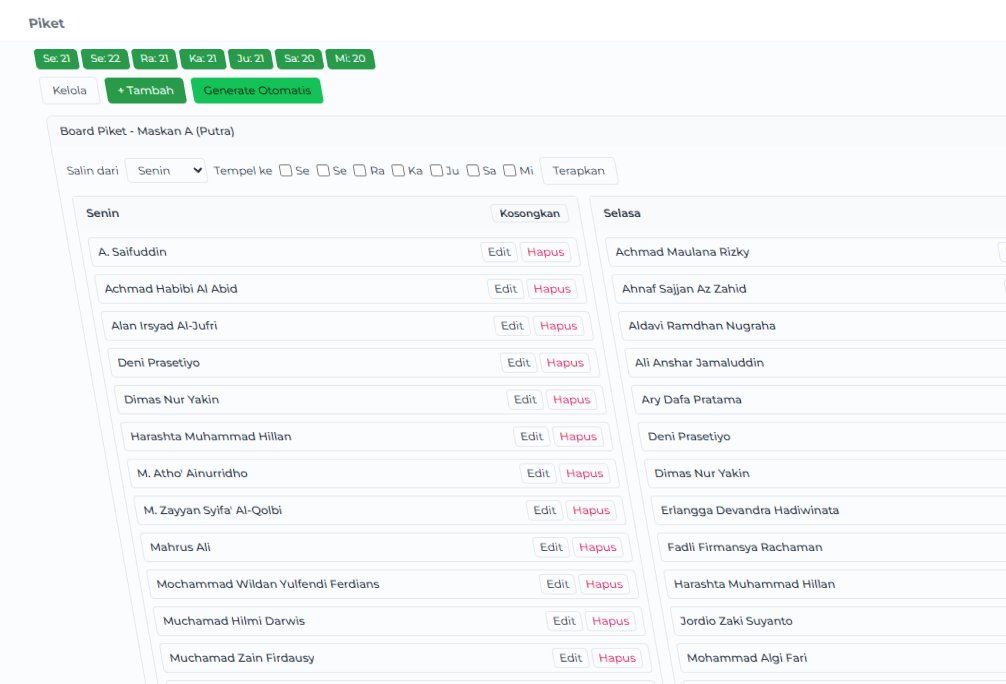 Piket
Se: 21 Se: 22 Ra: 21 Ka: 21 Ju: 21 Sa: 20 Mi: 20
Kelola + Tambah Generate Otomatis
Board Piket - Maskan A (Putra)
Salin dari Senin Tempel ke Se Se Ra Ka Ju Sa Mi Terapkan
Senin Kosongkan Selasa
A. Saifuddin Edit Hapus Achmad Maulana Rizky
Achmad Habibi Al Abid Edit Hapus Ahnaf Sajjan Az Zahid
Alan Irsyad Al-Jufri Edit Hapus Aldavi Ramdhan Nugraha
Deni Prasetiyo Edit Hapus Ali Anshar Jamaluddin
Dimas Nur Yakin Edit Hapus Ary Dafa Pratama
Harashta Muhammad Hillan Edit Hapus Deni Prasetiyo
M. Atho' Ainurridho Edit Hapus Dimas Nur Yakin
M. Zayyan Syifa' Al-Qolbi Edit Hapus Erlangga Devandra Hadiwinata
Mahrus Ali Edit Hapus Fadli Firmansya Rachaman
Mochammad Wildan Yulfendi Ferdians Edit Hapus Harashta Muhammad Hillan
Muchamad Hilmi Darwis Edit Hapus Jordio Zaki Suyanto
Muchamad Zain Firdausy Edit Hapus Mohammad Algi Fari